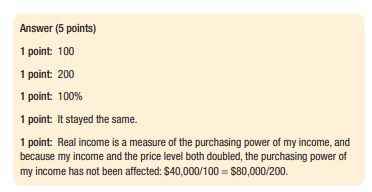 Answer (5 points)
1 point: 100
1 point: 200
1 point: 100%
1 point: It stayed the same.
1 point: Real income is a measure of the purchasing power of my income, and
because my income and the price level both doubled, the purchasing power of
my income has not been affected: $40,000/100 = $80,000/200.